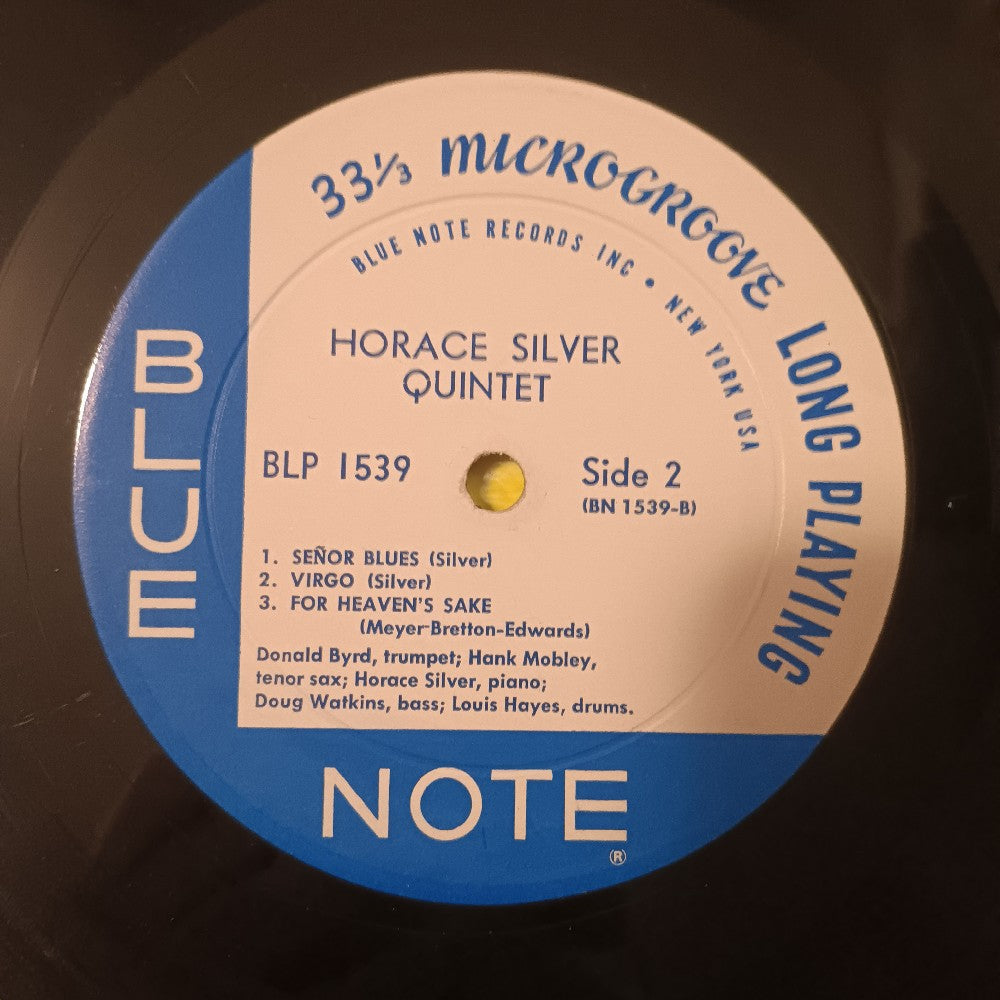 33⅓ MICROGROOVE LONG PLAYING
BLUE NOTE RECORDS INC • NEW YORK USA
HORACE SILVER
QUINTET
BLP 1539
Side 2
(BN 1539-B)
1. SEÑOR BLUES (Silver)
2. VIRGO (Silver)
3. FOR HEAVEN'S SAKE
(Meyer-Bretton-Edwards)
Donald Byrd, trumpet; Hank Mobley,
tenor sax; Horace Silver, piano;
Doug Watkins, bass; Louis Hayes, drums.
BLUE
NOTE
®